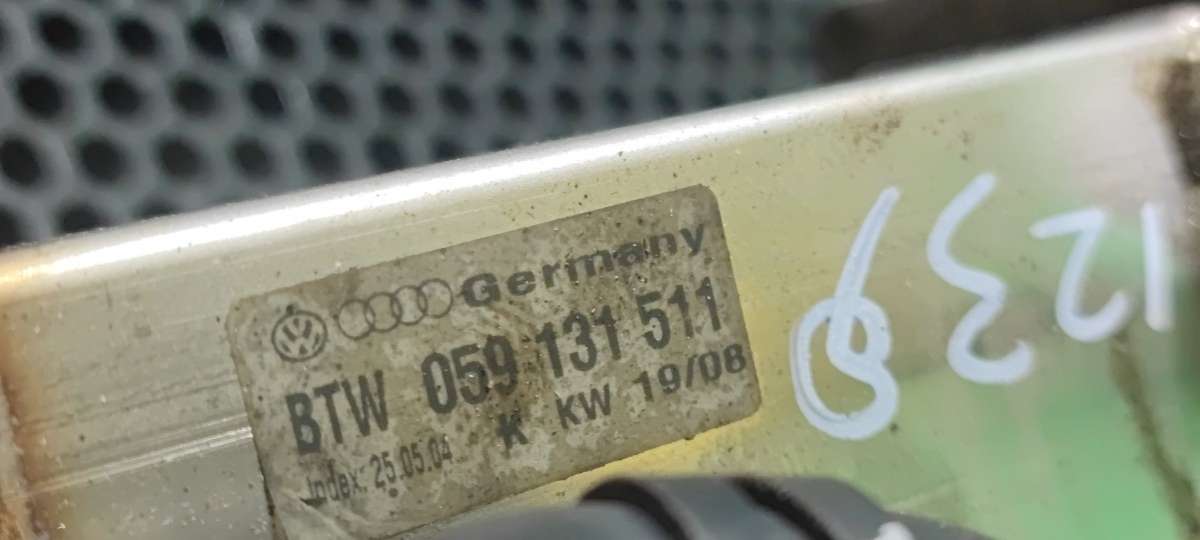 Germany
BTW 059 131 511
K KW 19/08
Index: 25.05.04
1239